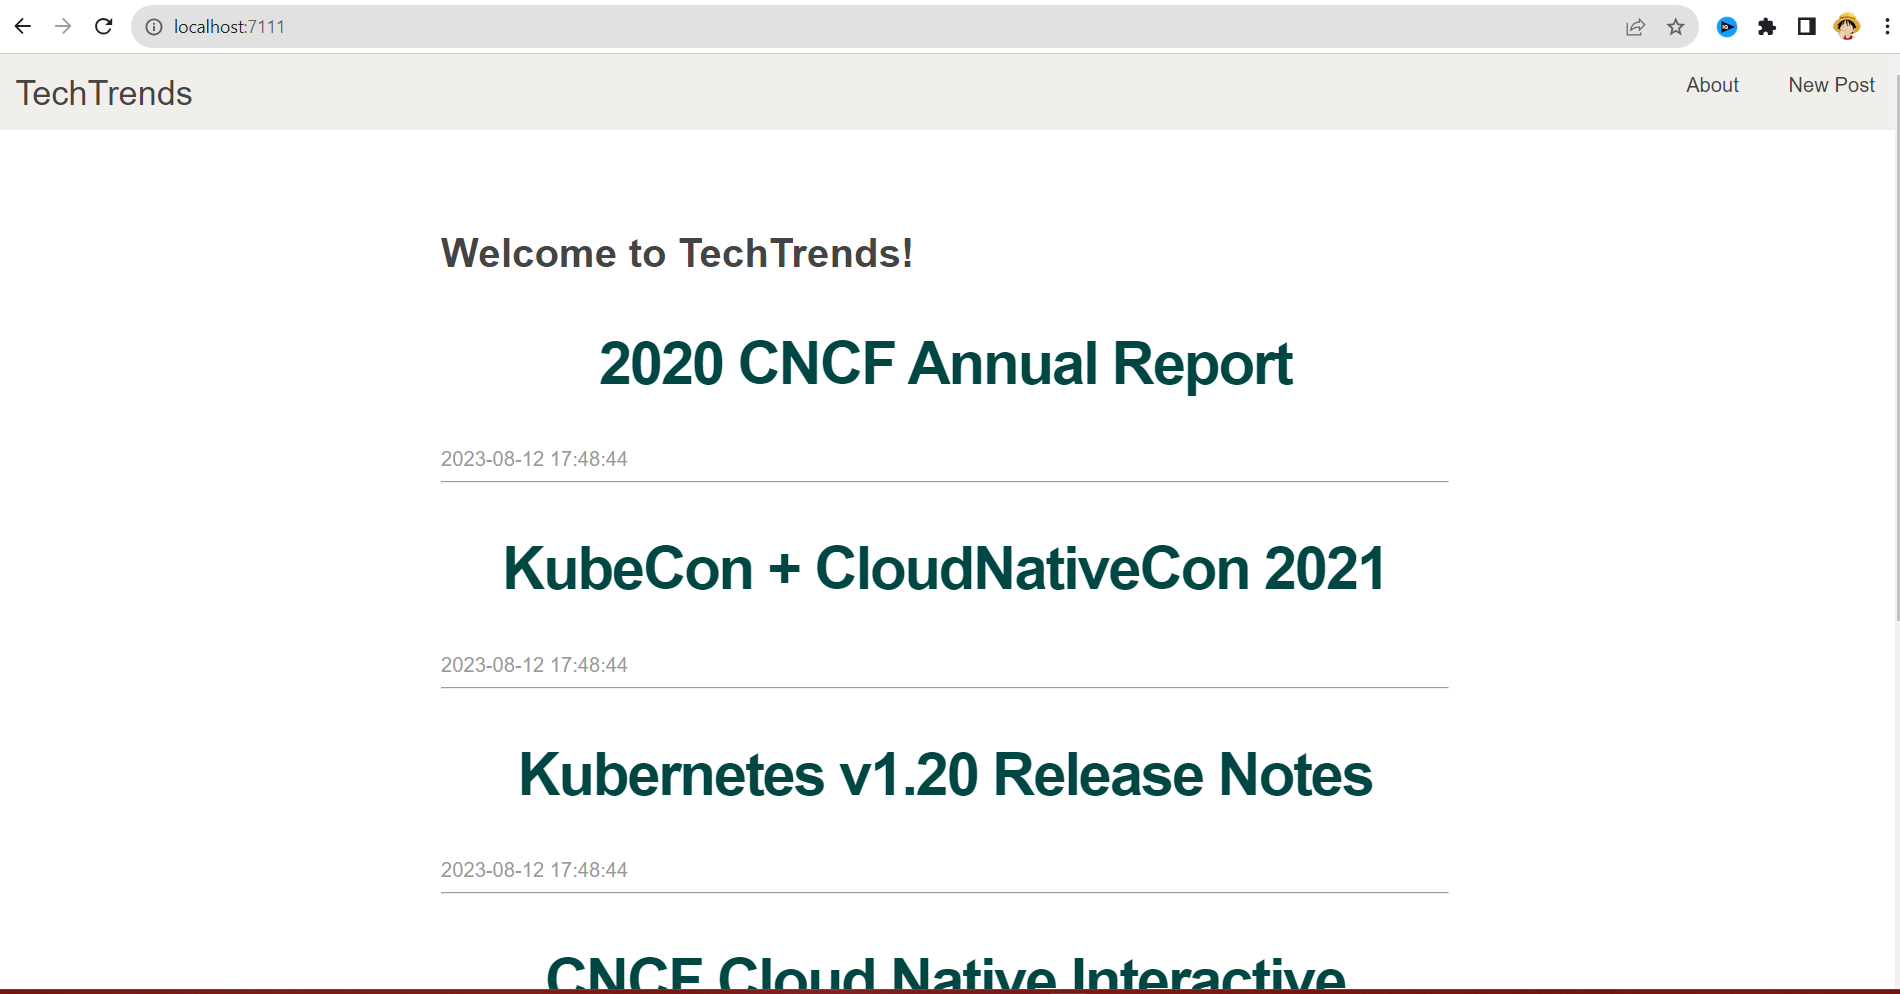 localhost:7111
TechTrends
About
New Post
Welcome to TechTrends!
2020 CNCF Annual Report
2023-08-12 17:48:44
KubeCon + CloudNativeCon 2021
2023-08-12 17:48:44
Kubernetes v1.20 Release Notes
2023-08-12 17:48:44
CNCF Cloud Native Interactive